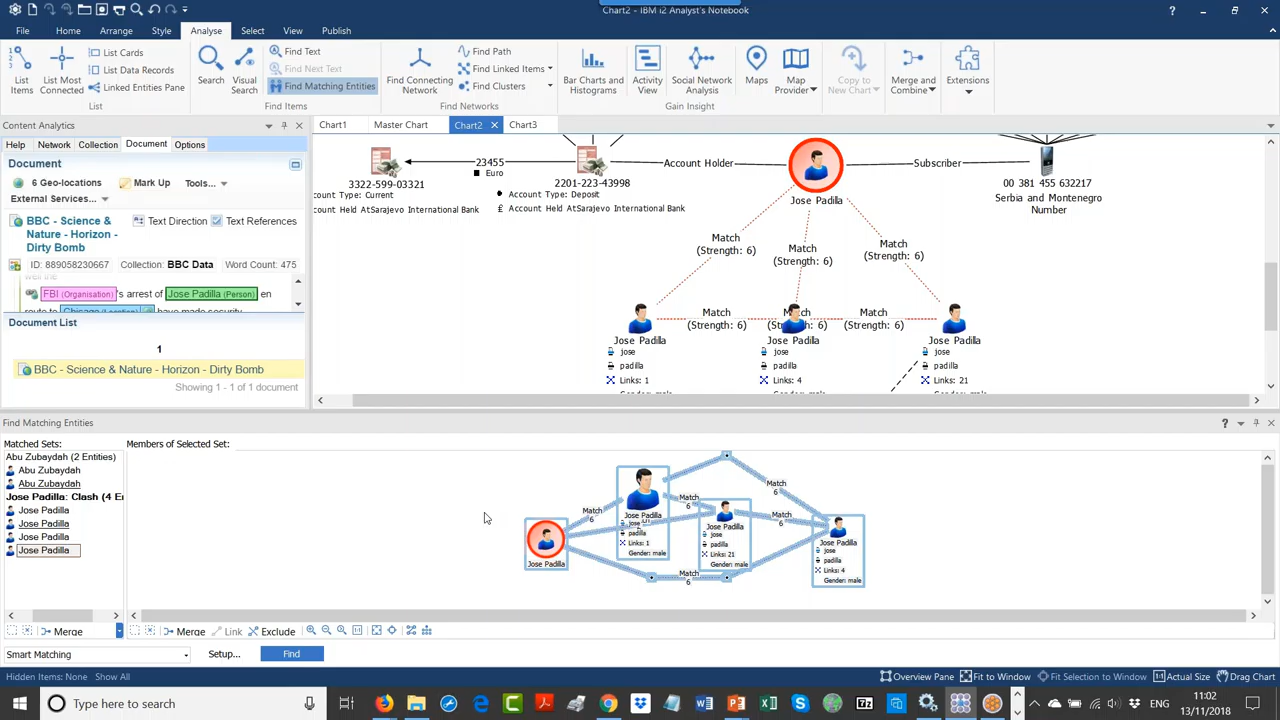 Chart2 - IBM i2 Analyst's Notebook
File Home Arrange Style Analyse Select View Publish
List Items
List Most Connected
List Cards
List Data Records
Linked Entities Pane
List
Search
Visual Search
Find Text
Find Next Text
Find Matching Entities
Find Items
Find Connecting Network
Find Path
Find Linked Items
Find Clusters
Find Networks
Bar Charts and Histograms
Activity View
Social Network Analysis
Maps
Map Provider
Gain Insight
Copy to New Chart
Merge and Combine
Extensions
Content Analytics
Help Network Collection Document Options
Document
6 Geo-locations Mark Up Tools...
External Services...
BBC - Science & Nature - Horizon - Dirty Bomb
Text Direction Text References
ID: 889058230667 Collection: BBC Data Word Count: 475
FBI (Organisation) 's arrest of Jose Padilla (Person) en
route to Chicago (Location) have made security
Document List
1
BBC - Science & Nature - Horizon - Dirty Bomb
Showing 1 - 1 of 1 document
Chart1 Master Chart Chart2 Chart3
3322-599-03321
ccount Type: Current
ccount Held AtSarajevo International Bank
23455
Euro
2201-223-43998
Account Type: Deposit
£ Account Held AtSarajevo International Bank
Account Holder
Jose Padilla
Subscriber
00 381 455 632217
Serbia and Montenegro
Number
Match
(Strength: 6)
Match
(Strength: 6)
Match
(Strength: 6)
Match
(Strength: 6)
Match
(Strength: 6)
Match
(Strength: 6)
Jose Padilla
jose
padilla
Links: 1
Jose Padilla
jose
padilla
Links: 4
Jose Padilla
jose
padilla
Links: 21
Gender: male
Find Matching Entities
Matched Sets:
Abu Zubaydah (2 Entities)
Abu Zubaydah
Abu Zubaydah
Jose Padilla: Clash (4 En
Jose Padilla
Jose Padilla
Jose Padilla
Jose Padilla
Members of Selected Set:
Jose Padilla
Match
6
Jose Padilla
jose
padilla
Links: 1
Gender: male
Match
6
Jose Padilla
jose
padilla
Links: 21
Gender: male
Match
6
Match
6
Match
6
Jose Padilla
jose
padilla
Links: 4
Gender: male
Merge
Merge Link Exclude
Smart Matching Setup... Find
Hidden Items: None Show All
Overview Pane Fit to Window Fit Selection to Window Actual Size Drag Chart
Type here to search
ENG
11:02
13/11/2018